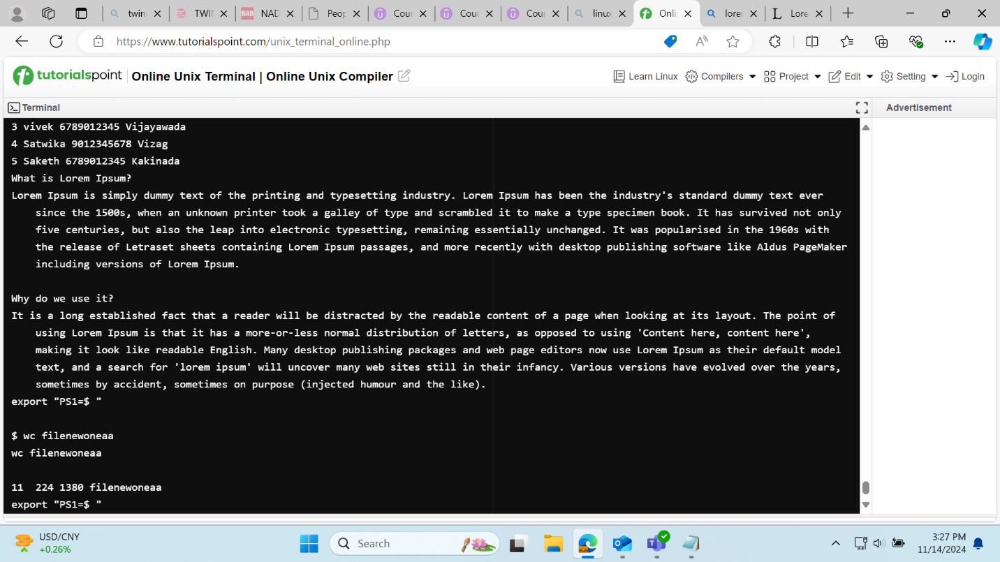 twin
TWIN
NAD
NAD
Peop
Cour
Cour
Cour
linux
Onli
lore
Lore
https://www.tutorialspoint.com/unix_terminal_online.php
tutorialspoint
Online Unix Terminal | Online Unix Compiler
Learn Linux
Compilers
Project
Edit
Setting
Login
Terminal
Advertisement
3 vivek 6789012345 Vijayawada
4 Satwika 9012345678 Vizag
5 Saketh 6789012345 Kakinada
What is Lorem Ipsum?
Lorem Ipsum is simply dummy text of the printing and typesetting industry. Lorem Ipsum has been the industry's standard dummy text ever
since the 1500s, when an unknown printer took a galley of type and scrambled it to make a type specimen book. It has survived not only
five centuries, but also the leap into electronic typesetting, remaining essentially unchanged. It was popularised in the 1960s with
the release of Letraset sheets containing Lorem Ipsum passages, and more recently with desktop publishing software like Aldus PageMaker
including versions of Lorem Ipsum.
Why do we use it?
It is a long established fact that a reader will be distracted by the readable content of a page when looking at its layout. The point of
using Lorem Ipsum is that it has a more-or-less normal distribution of letters, as opposed to using 'Content here, content here',
making it look like readable English. Many desktop publishing packages and web page editors now use Lorem Ipsum as their default model
text, and a search for 'lorem ipsum' will uncover many web sites still in their infancy. Various versions have evolved over the years,
sometimes by accident, sometimes on purpose (injected humour and the like).
export "PS1=$ "
$ wc filenewoneaa
wc filenewoneaa
11  224 1380 filenewoneaa
export "PS1=$ "
USD/CNY
+0.26%
Search
3:27 PM
11/14/2024